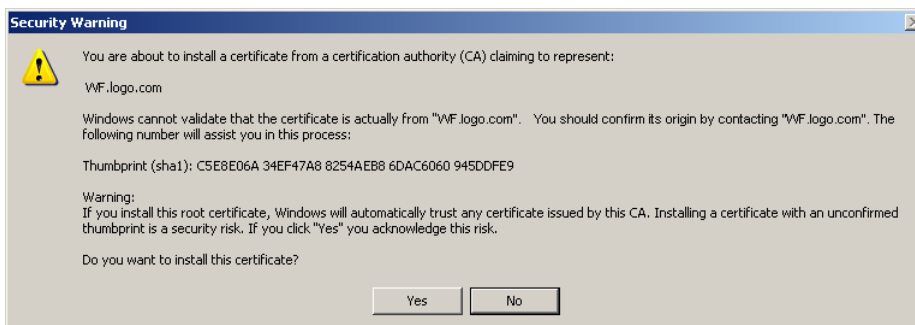 Security Warning
You are about to install a certificate from a certification authority (CA) claiming to represent:
WF.logo.com
Windows cannot validate that the certificate is actually from "WF.logo.com". You should confirm its origin by contacting "WF.logo.com". The
following number will assist you in this process:
Thumbprint (sha1): C5E8E06A 34EF47A8 8254AEB8 6DAC6060 945DDFE9
Warning:
If you install this root certificate, Windows will automatically trust any certificate issued by this CA. Installing a certificate with an unconfirmed
thumbprint is a security risk. If you click "Yes" you acknowledge this risk.
Do you want to install this certificate?
Yes No